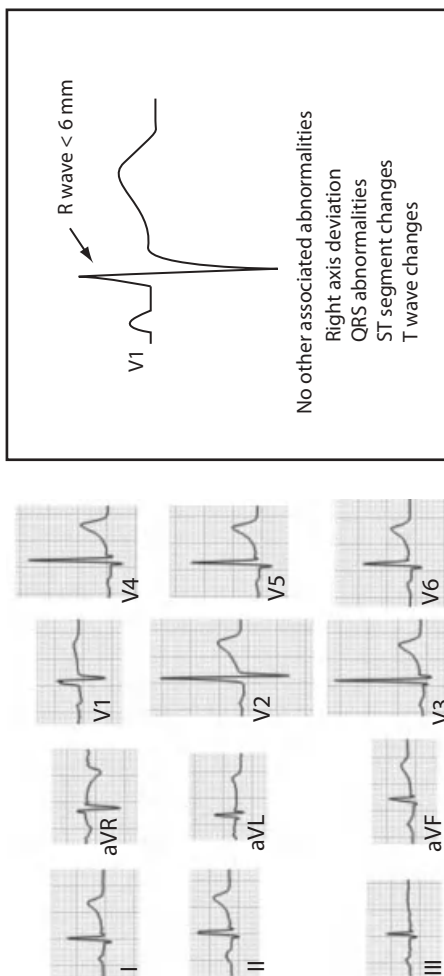 I
aVR
V1
V4
II
aVL
V2
V5
III
aVF
V3
V6
R wave < 6 mm
V1
No other associated abnormalities
Right axis deviation
QRS abnormalities
ST segment changes
T wave changes